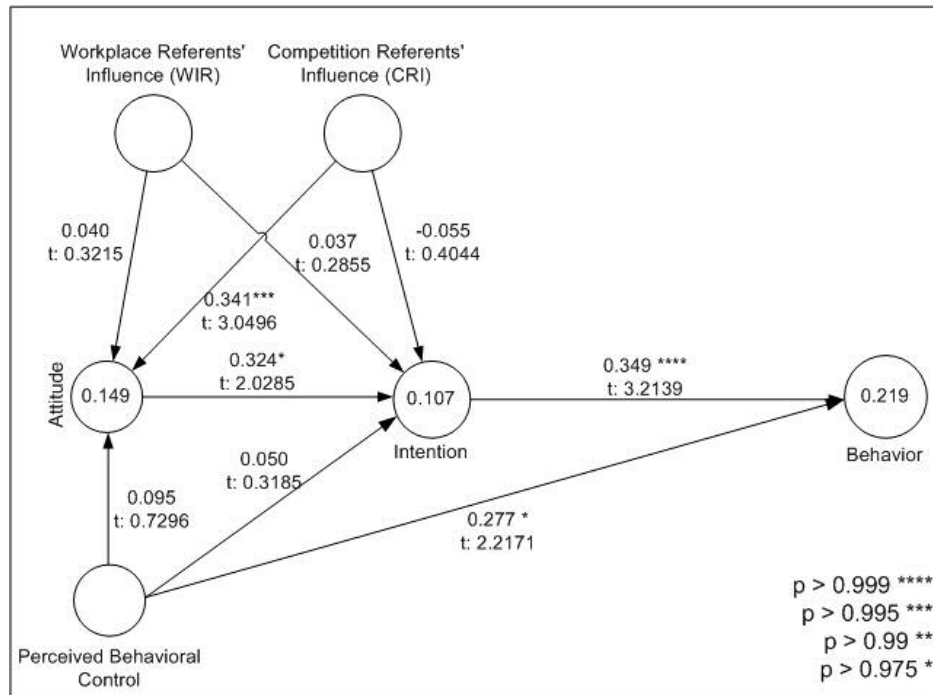 Workplace Referents'
Influence (WIR)
Competition Referents'
Influence (CRI)
0.040
t: 0.3215
0.037
t: 0.2855
-0.055
t: 0.4044
0.341***
t: 3.0496
0.324*
t: 2.0285
0.349 ****
t: 3.2139
Attitude
0.149
0.107
0.219
Intention
Behavior
0.050
t: 0.3185
0.095
t: 0.7296
0.277 *
t: 2.2171
Perceived Behavioral
Control
p > 0.999 ****
p > 0.995 ***
p > 0.99 **
p > 0.975 *